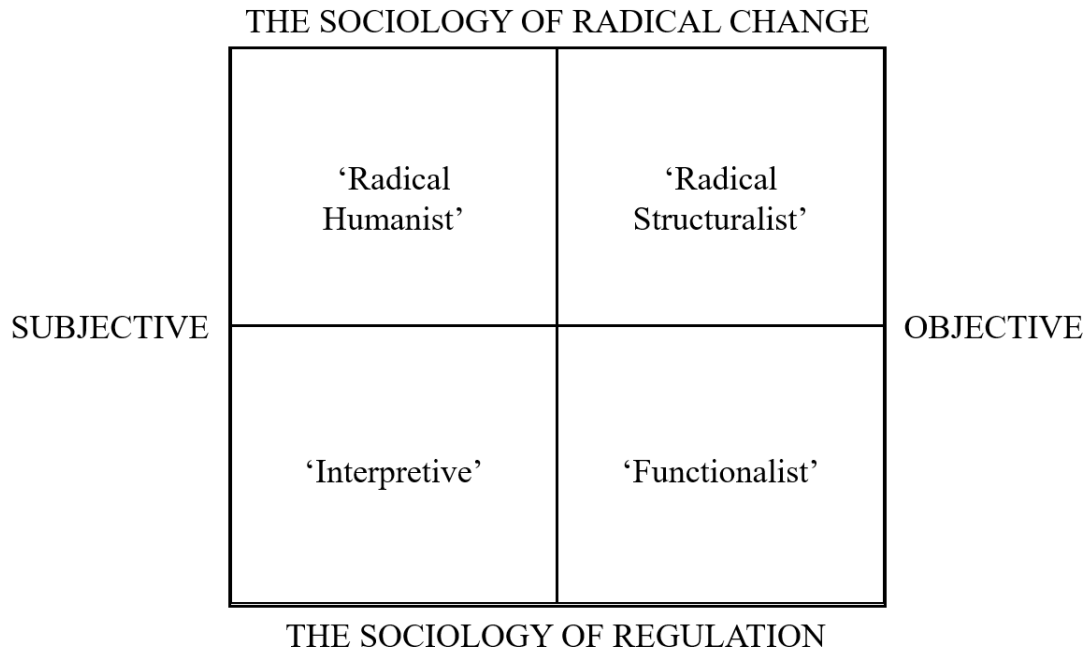 THE SOCIOLOGY OF RADICAL CHANGE
‘Radical
Humanist’
‘Radical
Structuralist’
SUBJECTIVE
OBJECTIVE
‘Interpretive’
‘Functionalist’
THE SOCIOLOGY OF REGULATION